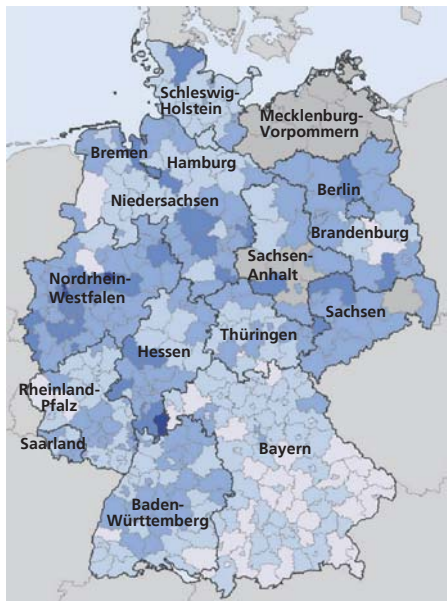 Schleswig-
Holstein
Mecklenburg-
Vorpommern
Bremen
Hamburg
Niedersachsen
Berlin
Brandenburg
Sachsen-
Anhalt
Nordrhein-
Westfalen
Sachsen
Thüringen
Hessen
Rheinland-
Pfalz
Saarland
Bayern
Baden-
Württemberg